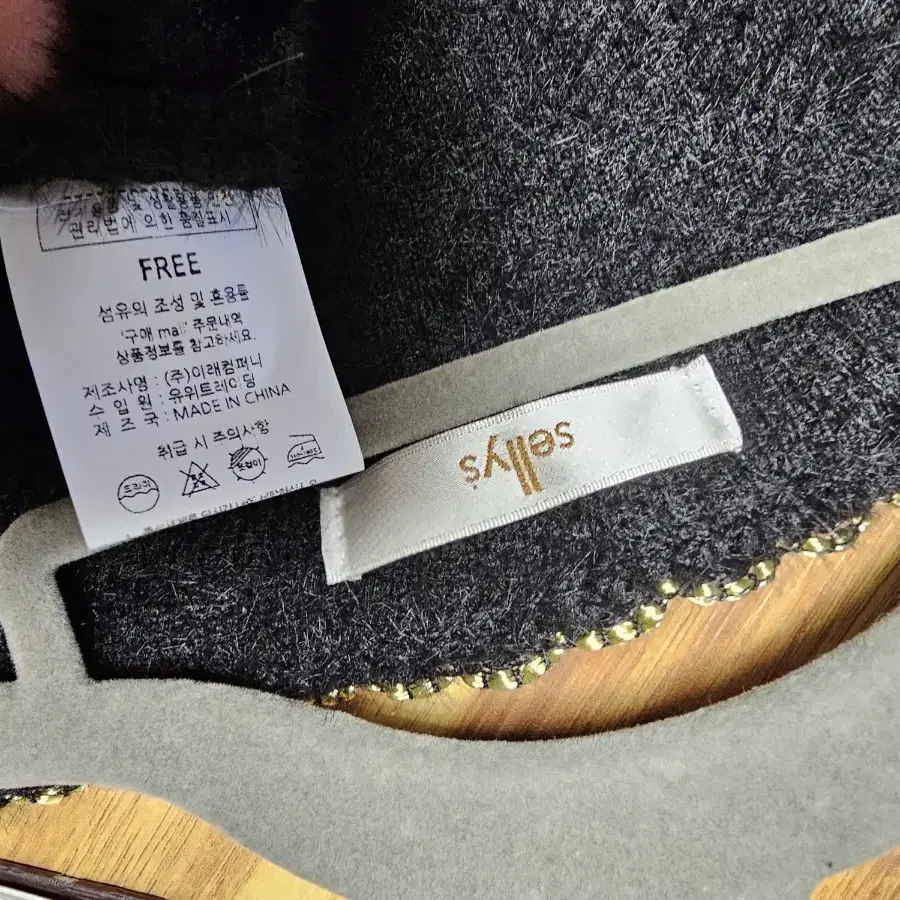 관리법에 의한 품질표시
FREE
섬유의 조성 및 혼용률
'구매 mall' 주문내역
상품정보를 참고하세요.
제조사명 : (주)이래컴퍼니
수 입 원 : 유위트레이딩
제 조 국 : MADE IN CHINA
취급 시 주의사항
드라이
sellys